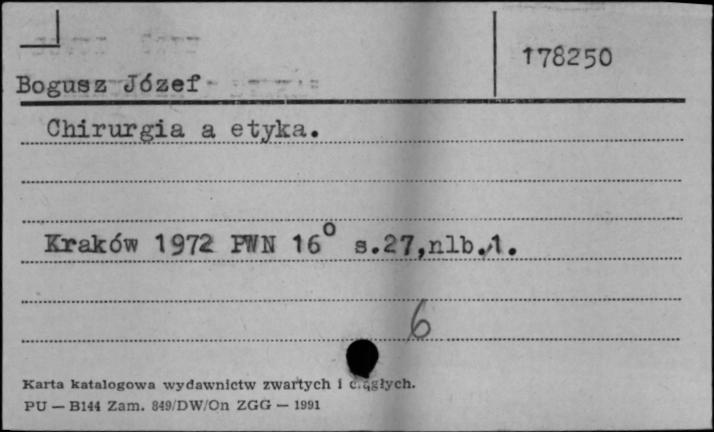 178250
Bogusz Józef
Chirurgia a etyka.
Kraków 1972 PWN 16° s.27,nlb.1.
6
Karta katalogowa wydawnictw zwartych i ciągłych.
PU — B144 Zam. 849/DW/On ZGG — 1991